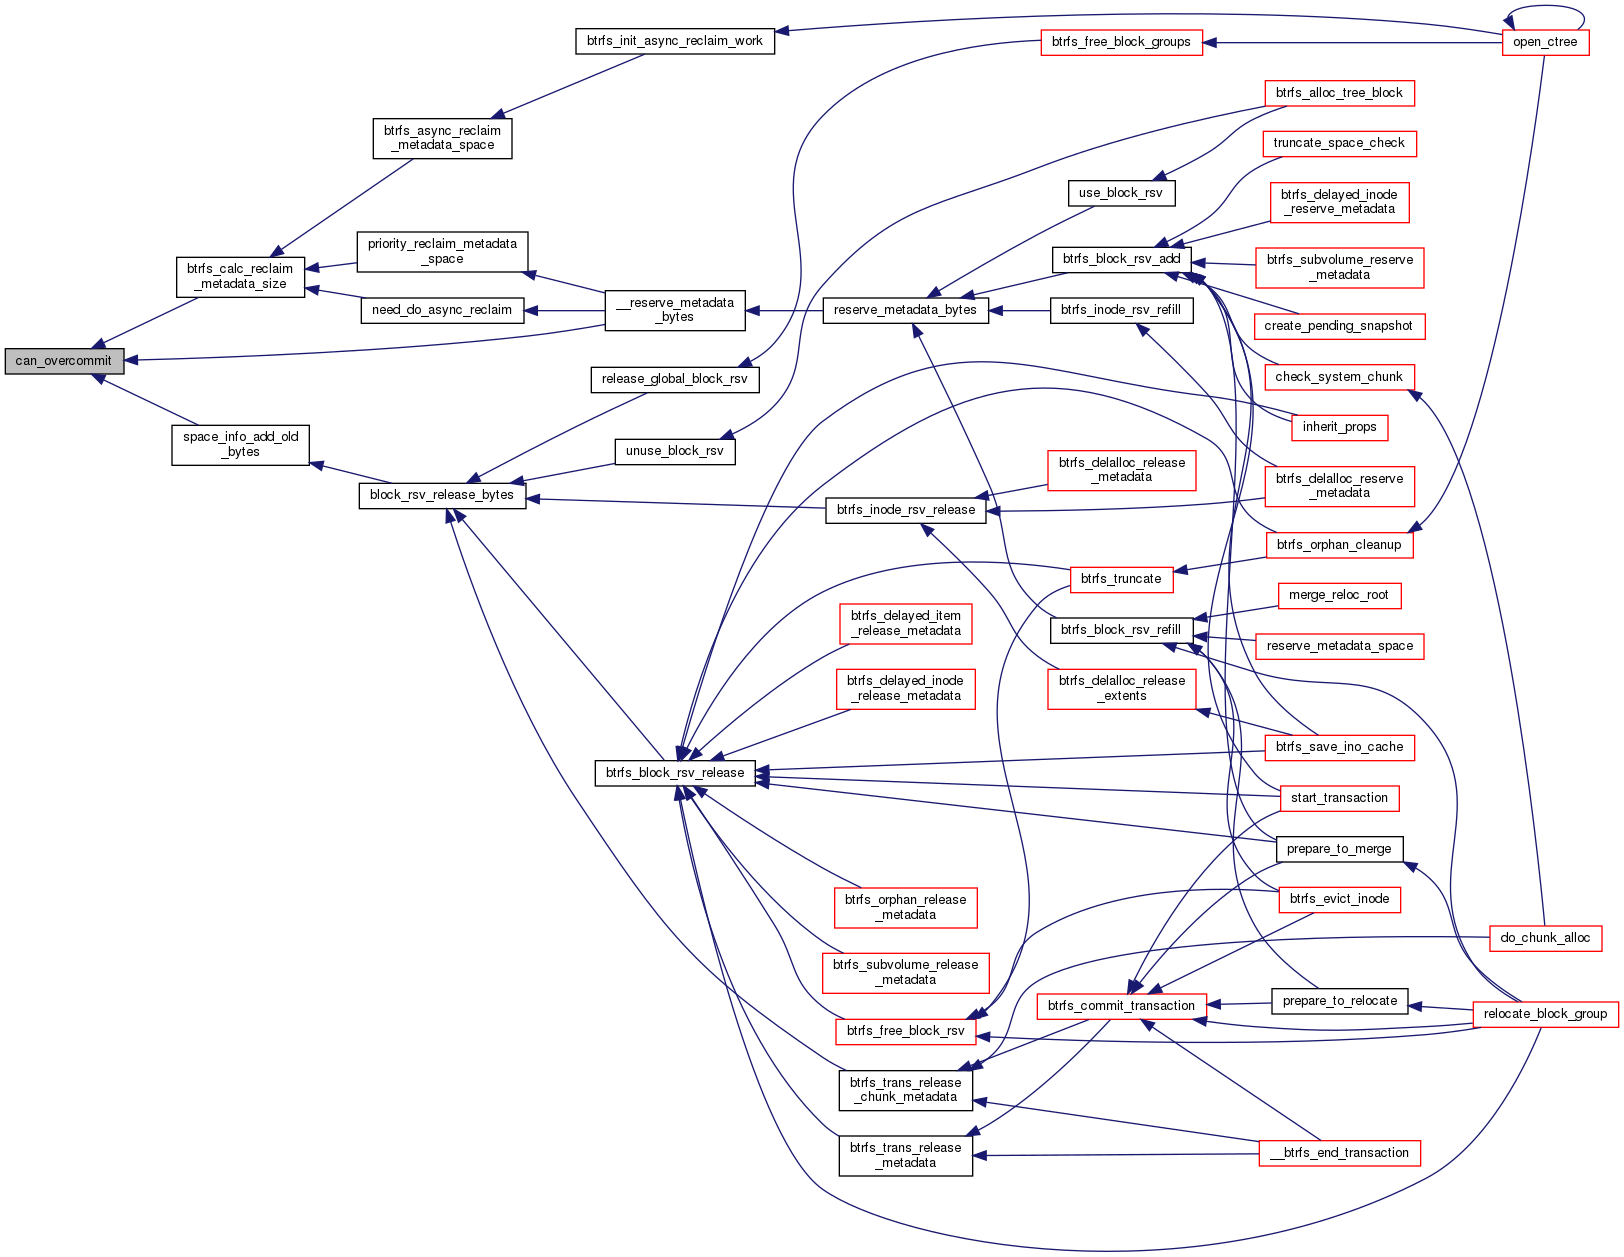 can_overcommit
btrfs_calc_reclaim
_metadata_size
space_info_add_old
_bytes
btrfs_async_reclaim
_metadata_space
priority_reclaim_metadata
_space
need_do_async_reclaim
block_rsv_release_bytes
btrfs_init_async_reclaim_work
__reserve_metadata
_bytes
release_global_block_rsv
unuse_block_rsv
btrfs_block_rsv_release
reserve_metadata_bytes
btrfs_inode_rsv_release
btrfs_delayed_item
_release_metadata
btrfs_delayed_inode
_release_metadata
btrfs_orphan_release
_metadata
btrfs_subvolume_release
_metadata
btrfs_free_block_rsv
btrfs_trans_release
_chunk_metadata
btrfs_trans_release
_metadata
btrfs_free_block_groups
use_block_rsv
btrfs_block_rsv_add
btrfs_inode_rsv_refill
btrfs_delalloc_release
_metadata
btrfs_truncate
btrfs_block_rsv_refill
btrfs_delalloc_release
_extents
btrfs_commit_transaction
btrfs_alloc_tree_block
truncate_space_check
btrfs_delayed_inode
_reserve_metadata
btrfs_subvolume_reserve
_metadata
create_pending_snapshot
check_system_chunk
inherit_props
btrfs_delalloc_reserve
_metadata
btrfs_orphan_cleanup
merge_reloc_root
reserve_metadata_space
btrfs_save_ino_cache
start_transaction
prepare_to_merge
btrfs_evict_inode
prepare_to_relocate
__btrfs_end_transaction
open_ctree
do_chunk_alloc
relocate_block_group